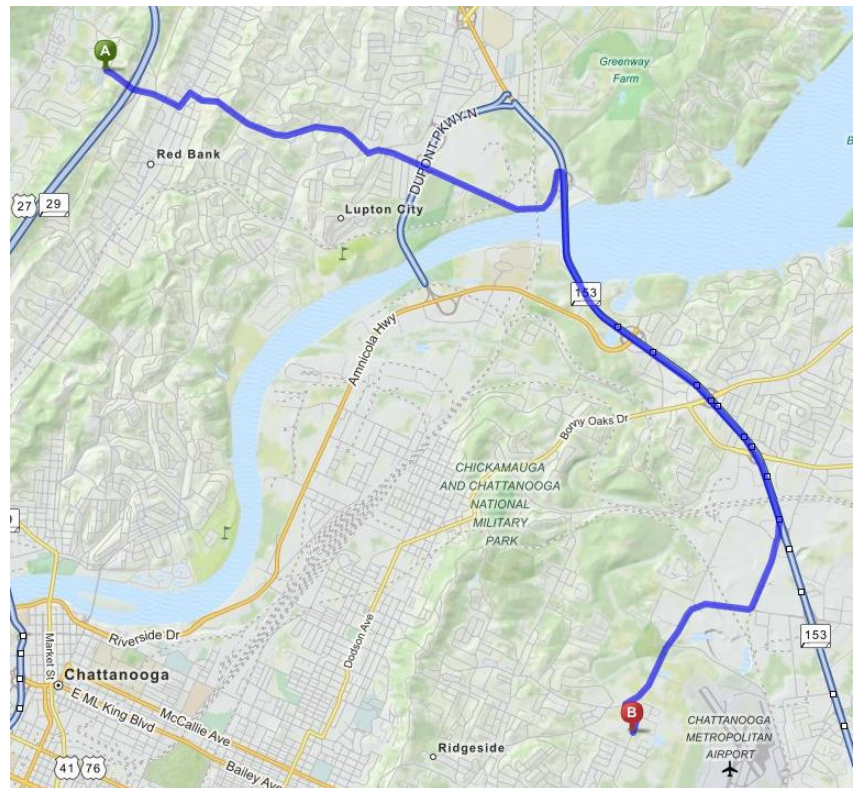 A
Greenway
Farm
DUPONT PKWY N
Red Bank
27
29
Lupton City
153
Amnicola Hwy
Bonny Oaks Dr
CHICKAMAUGA
AND CHATTANOOGA
NATIONAL
MILITARY
PARK
Riverside Dr
Dodson Ave
153
Market St
Chattanooga
E ML King Blvd
McCallie Ave
B
CHATTANOOGA
METROPOLITAN
AIRPORT
Ridgeside
41
76
Bailey Ave